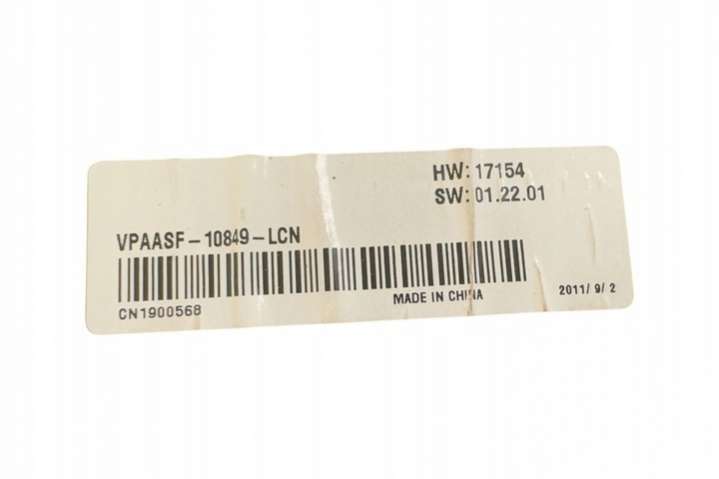 HW: 17154
SW: 01.22.01
VPAASF-10849-LCN
CN1900568
MADE IN CHINA
2011/ 9/ 2